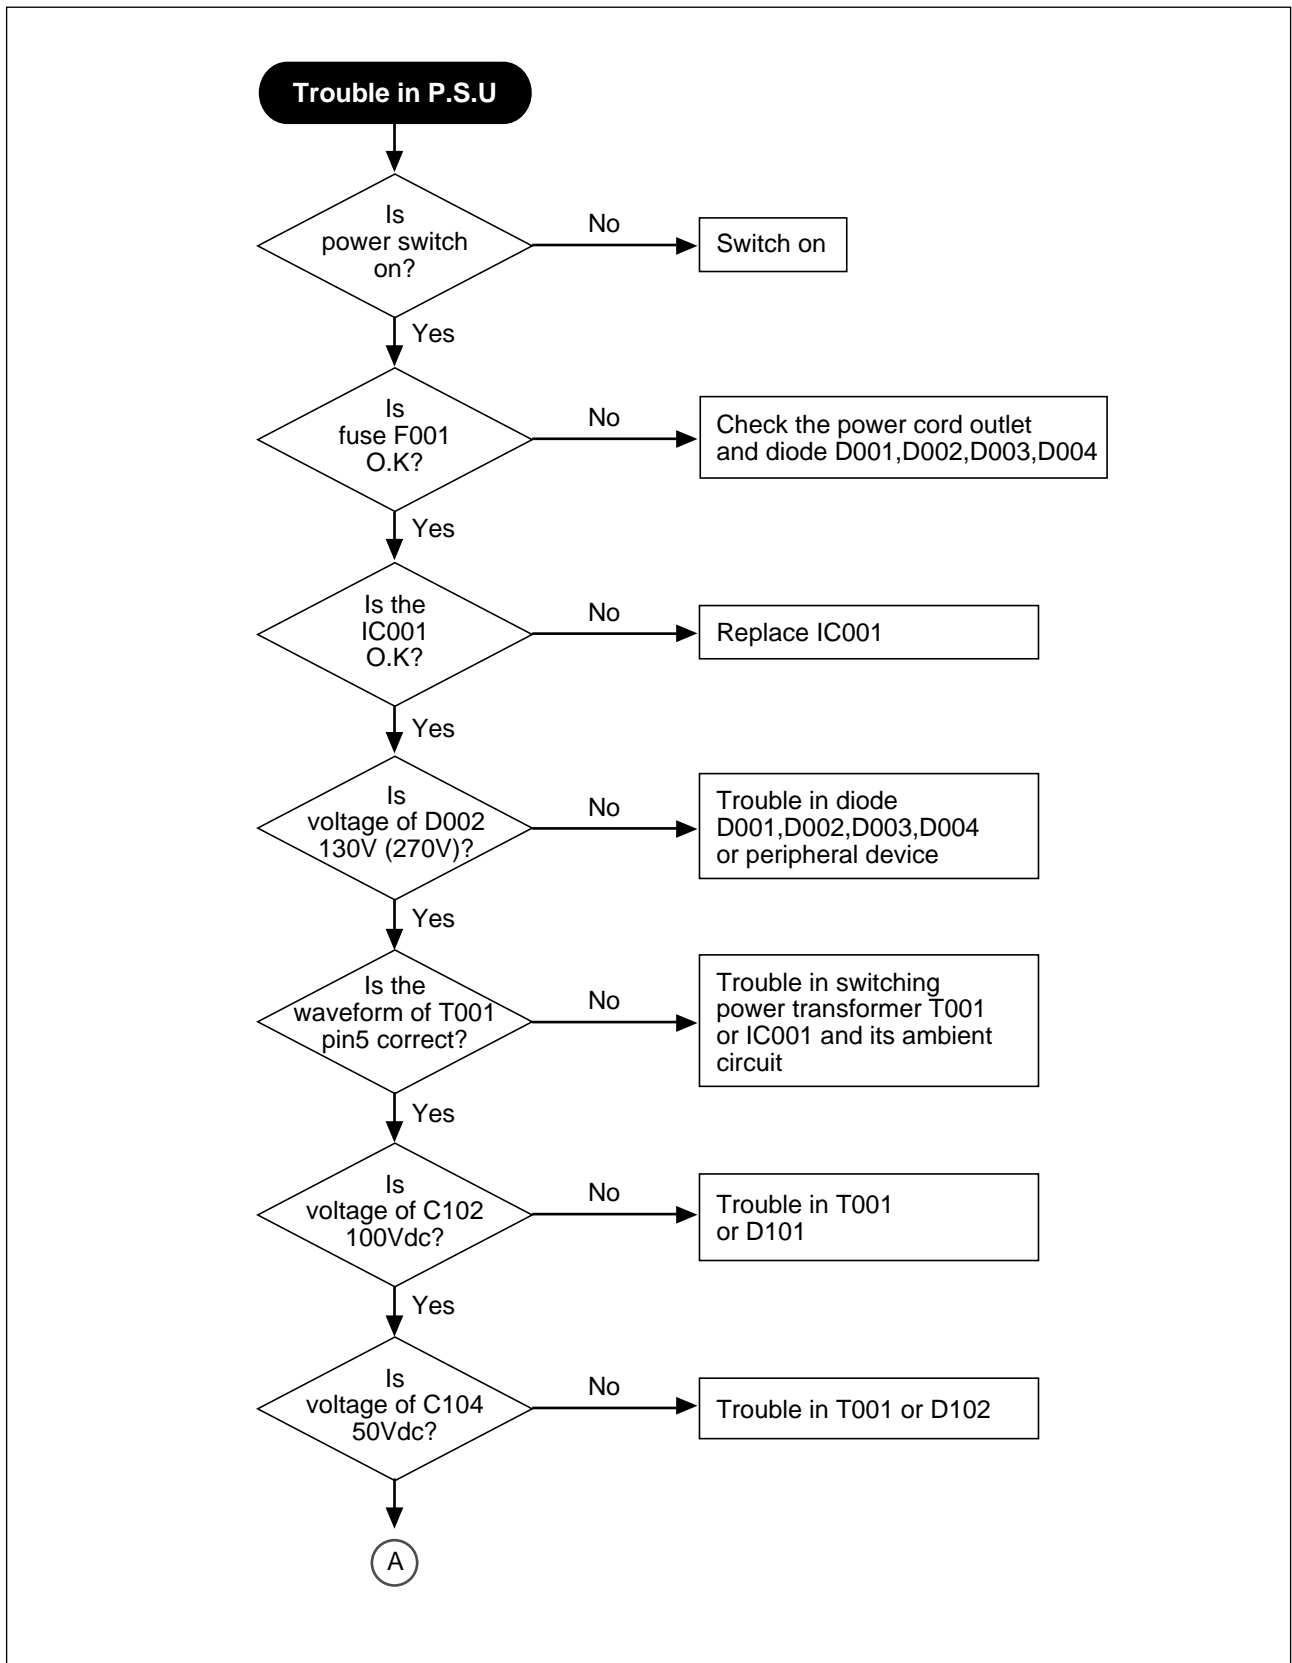 Trouble in P.S.U
Is
power switch
on?
No
Switch on
Yes
Is
fuse F001
O.K?
No
Check the power cord outlet
and diode D001,D002,D003,D004
Yes
Is the
IC001
O.K?
No
Replace IC001
Yes
Is
voltage of D002
130V (270V)?
No
Trouble in diode
D001,D002,D003,D004
or peripheral device
Yes
Is the
waveform of T001
pin5 correct?
No
Trouble in switching
power transformer T001
or IC001 and its ambient
circuit
Yes
Is
voltage of C102
100Vdc?
No
Trouble in T001
or D101
Yes
Is
voltage of C104
50Vdc?
No
Trouble in T001 or D102
A